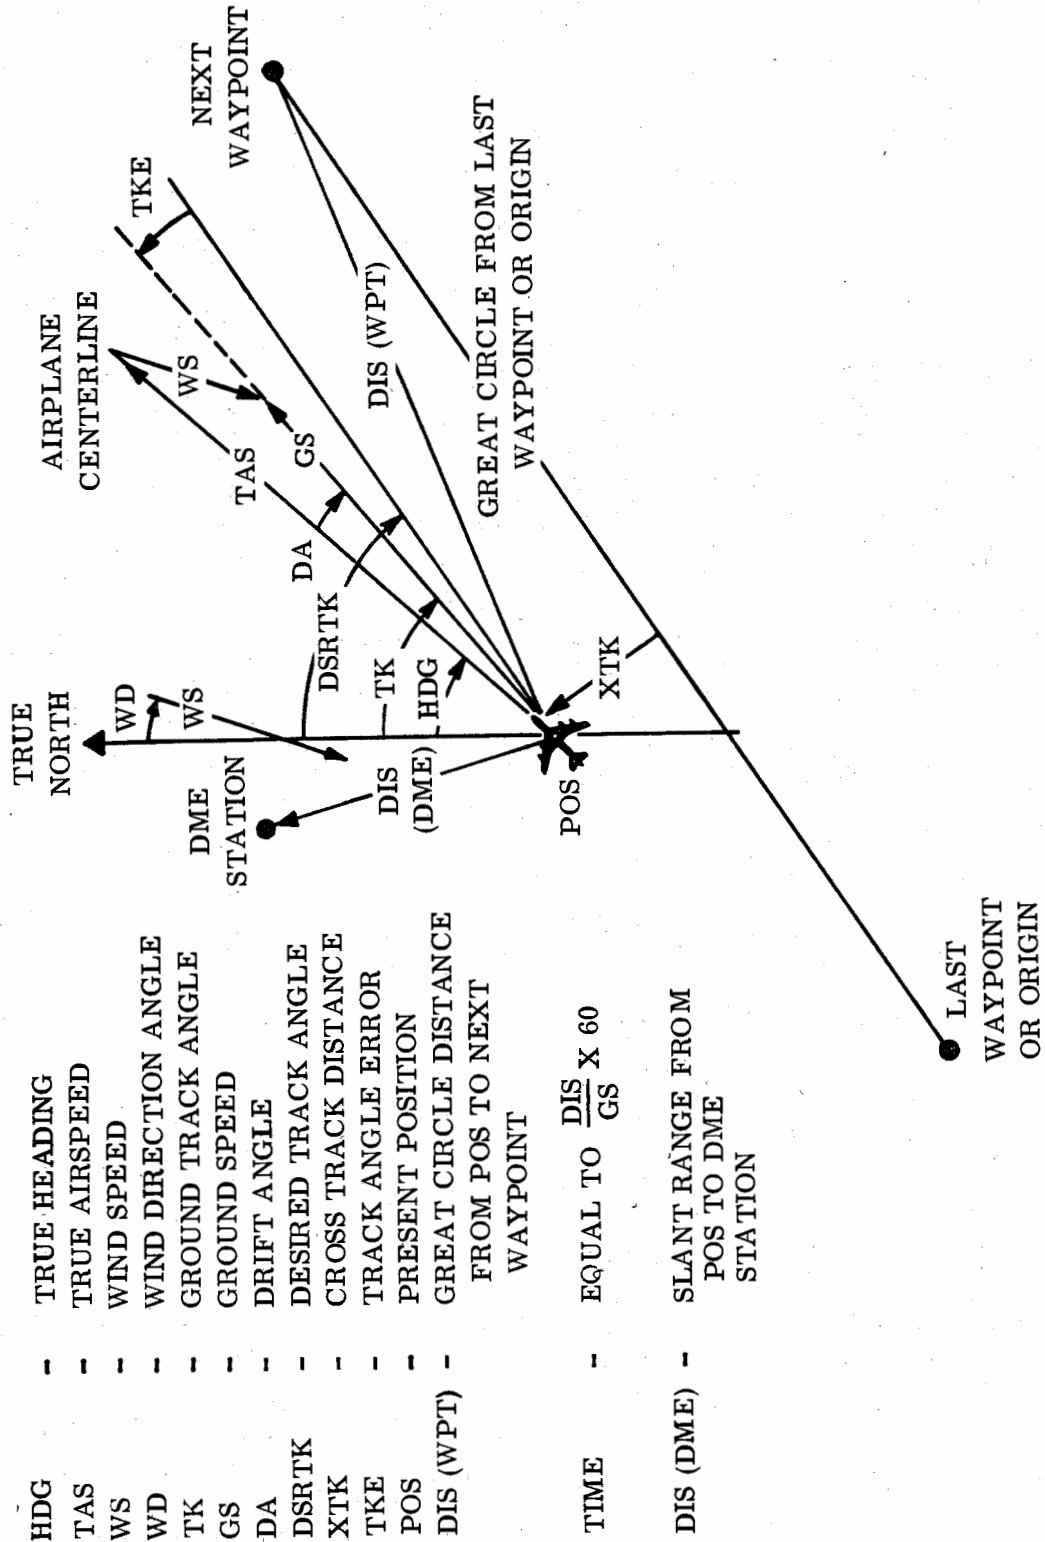 HDG - TRUE HEADING
TAS - TRUE AIRSPEED
WS - WIND SPEED
WD - WIND DIRECTION ANGLE
TK - GROUND TRACK ANGLE
GS - GROUND SPEED
DA - DRIFT ANGLE
DSRTK - DESIRED TRACK ANGLE
XTK - CROSS TRACK DISTANCE
TKE - TRACK ANGLE ERROR
POS - PRESENT POSITION
DIS (WPT) - GREAT CIRCLE DISTANCE
FROM POS TO NEXT
WAYPOINT
TIME - EQUAL TO DIS/GS X 60
DIS (DME) - SLANT RANGE FROM
POS TO DME
STATION
TRUE
NORTH
WD
WS
DME
STATION
DIS
(DME)
POS
HDG
TK
DSRTK
DA
TAS
GS
WS
AIRPLANE
CENTERLINE
TKE
NEXT
WAYPOINT
DIS (WPT)
GREAT CIRCLE FROM LAST
WAYPOINT OR ORIGIN
XTK
LAST
WAYPOINT
OR ORIGIN